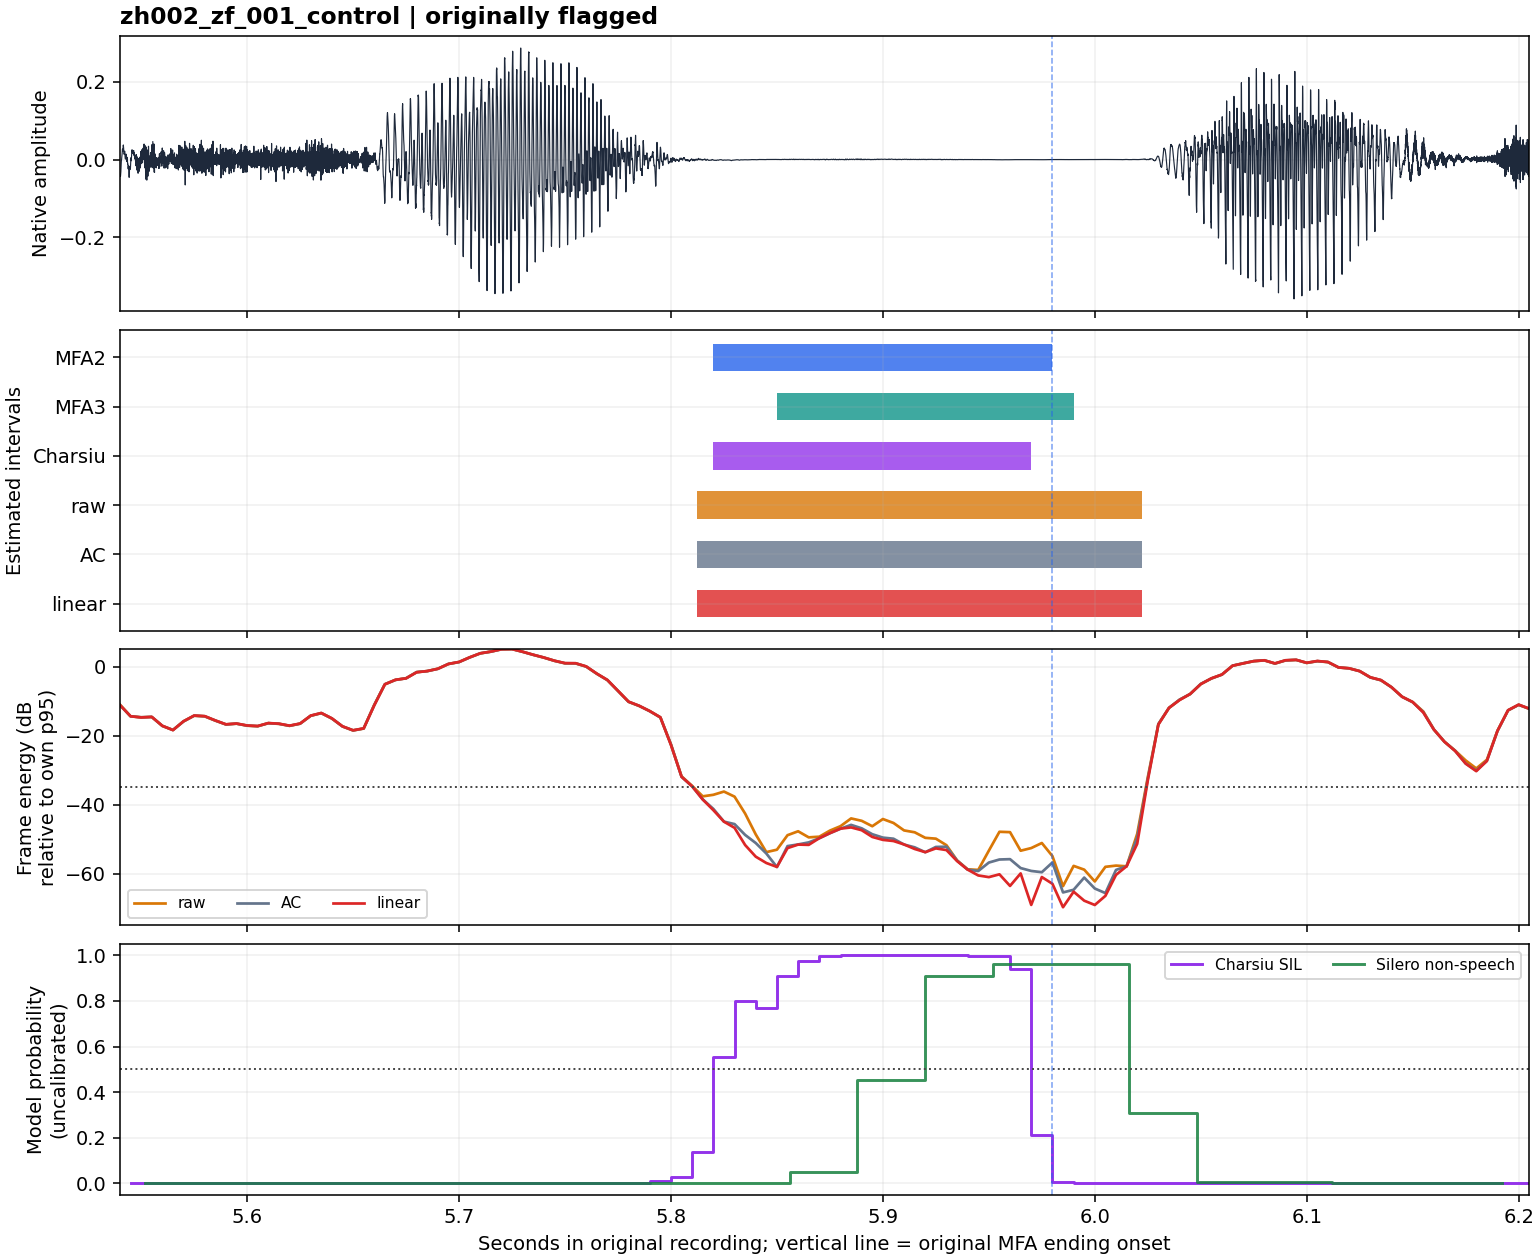 zh002_zf_001_control | originally flagged
Native amplitude
0.2
0.0
−0.2
Estimated intervals
MFA2
MFA3
Charsiu
raw
AC
linear
Frame energy (dB
relative to own p95)
0
−20
−40
−60
raw
AC
linear
Model probability
(uncalibrated)
1.0
0.8
0.6
0.4
0.2
0.0
Charsiu SIL
Silero non-speech
5.6
5.7
5.8
5.9
6.0
6.1
6.2
Seconds in original recording; vertical line = original MFA ending onset